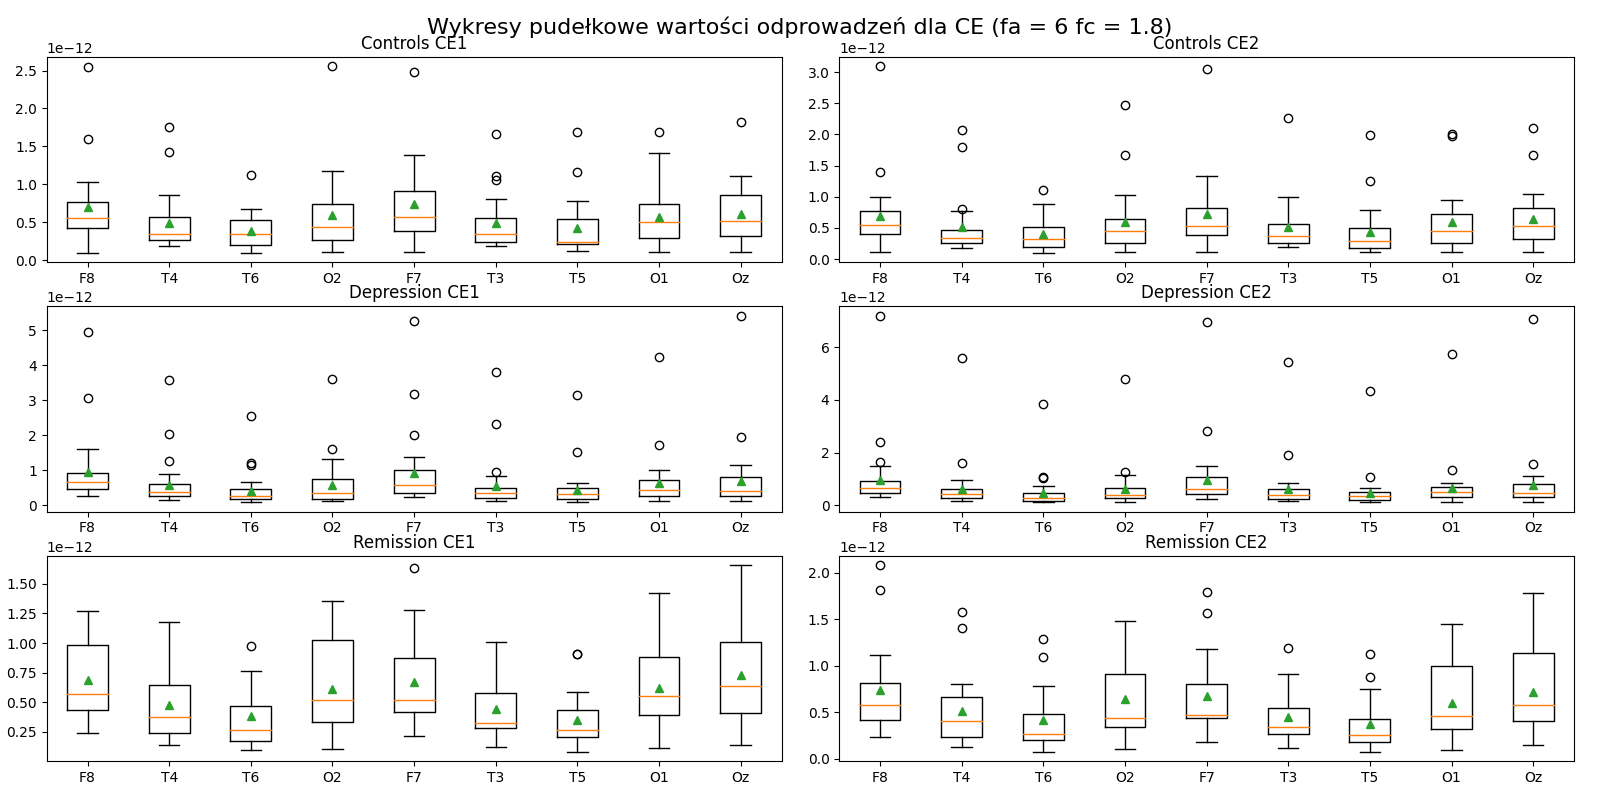 Wykresy pudełkowe wartości odprowadzeń dla CE (fa = 6 fc = 1.8)
Controls CE1
1e−12
2.5
2.0
1.5
1.0
0.5
0.0
F8 T4 T6 O2 F7 T3 T5 O1 Oz
Controls CE2
1e−12
3.0
2.5
2.0
1.5
1.0
0.5
0.0
F8 T4 T6 O2 F7 T3 T5 O1 Oz
Depression CE1
1e−12
5
4
3
2
1
0
F8 T4 T6 O2 F7 T3 T5 O1 Oz
Depression CE2
1e−12
6
4
2
0
F8 T4 T6 O2 F7 T3 T5 O1 Oz
Remission CE1
1e−12
1.50
1.25
1.00
0.75
0.50
0.25
F8 T4 T6 O2 F7 T3 T5 O1 Oz
Remission CE2
1e−12
2.0
1.5
1.0
0.5
0.0
F8 T4 T6 O2 F7 T3 T5 O1 Oz